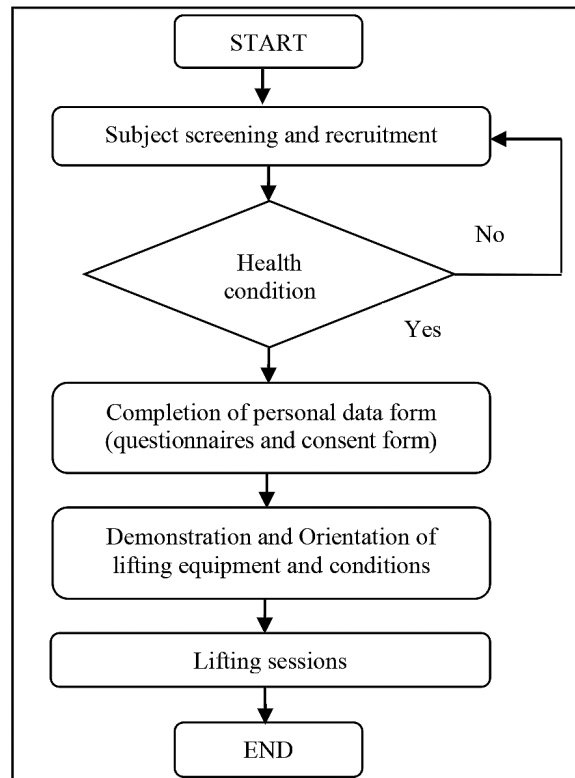 START
Subject screening and recruitment
No
Health
condition
Yes
Completion of personal data form
(questionnaires and consent form)
Demonstration and Orientation of
lifting equipment and conditions
Lifting sessions
END